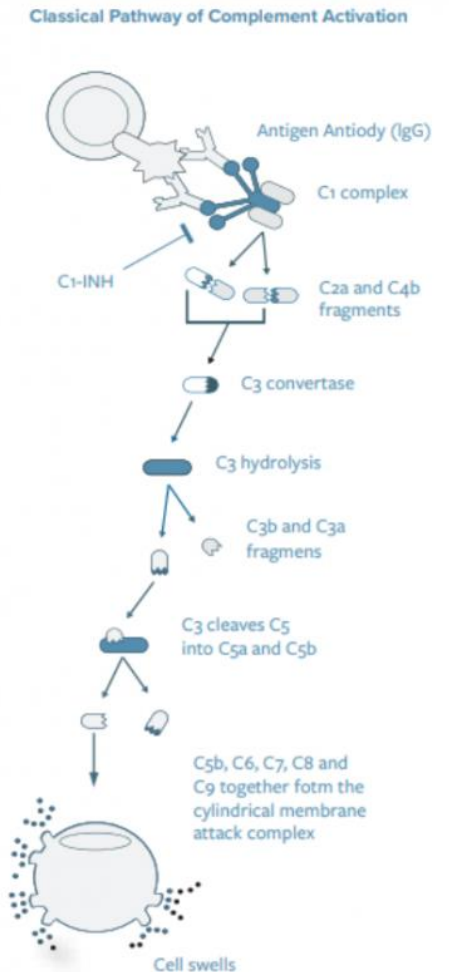 Classical Pathway of Complement Activation
Antigen Antiody (IgG)
C1 complex
C1-INH
C2a and C4b
fragments
C3 convertase
C3 hydrolysis
C3b and C3a
fragmens
C3 cleaves C5
into C5a and C5b
C5b, C6, C7, C8 and
C9 together fotm the
cylindrical membrane
attack complex
Cell swells